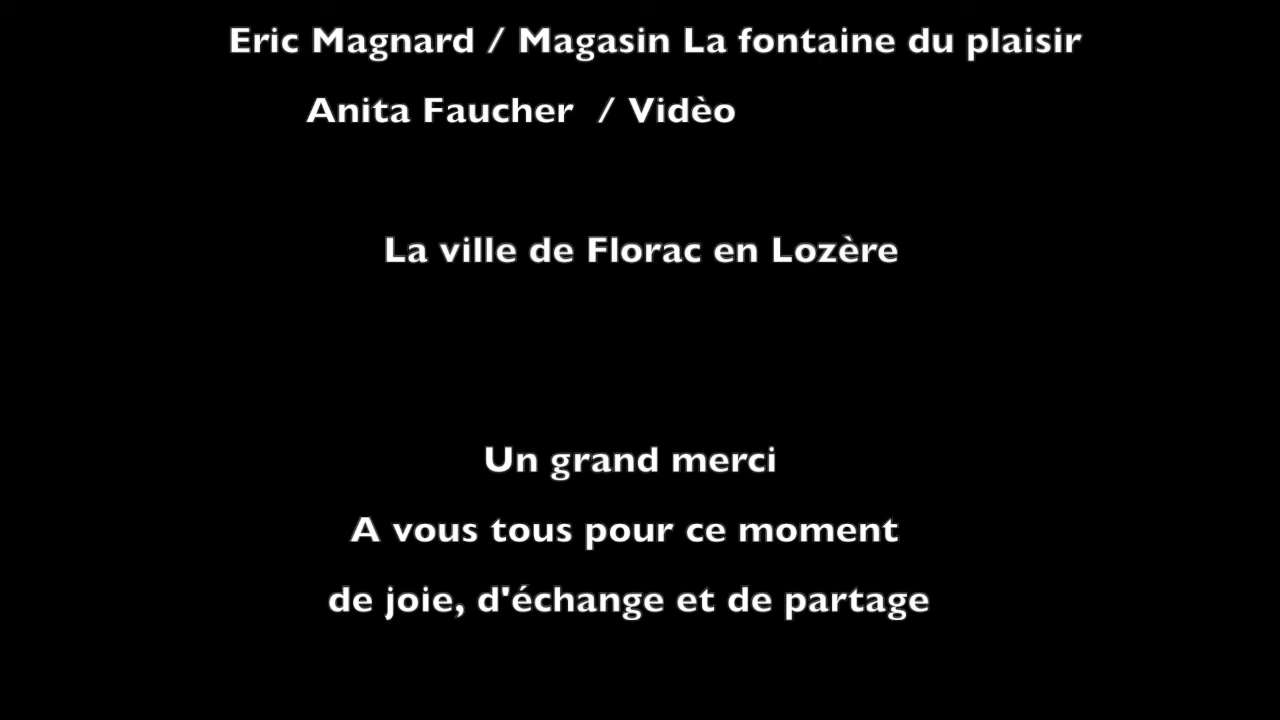 Eric Magnard / Magasin La fontaine du plaisir
Anita Faucher / Vidèo
La ville de Florac en Lozère
Un grand merci
A vous tous pour ce moment
de joie, d'échange et de partage